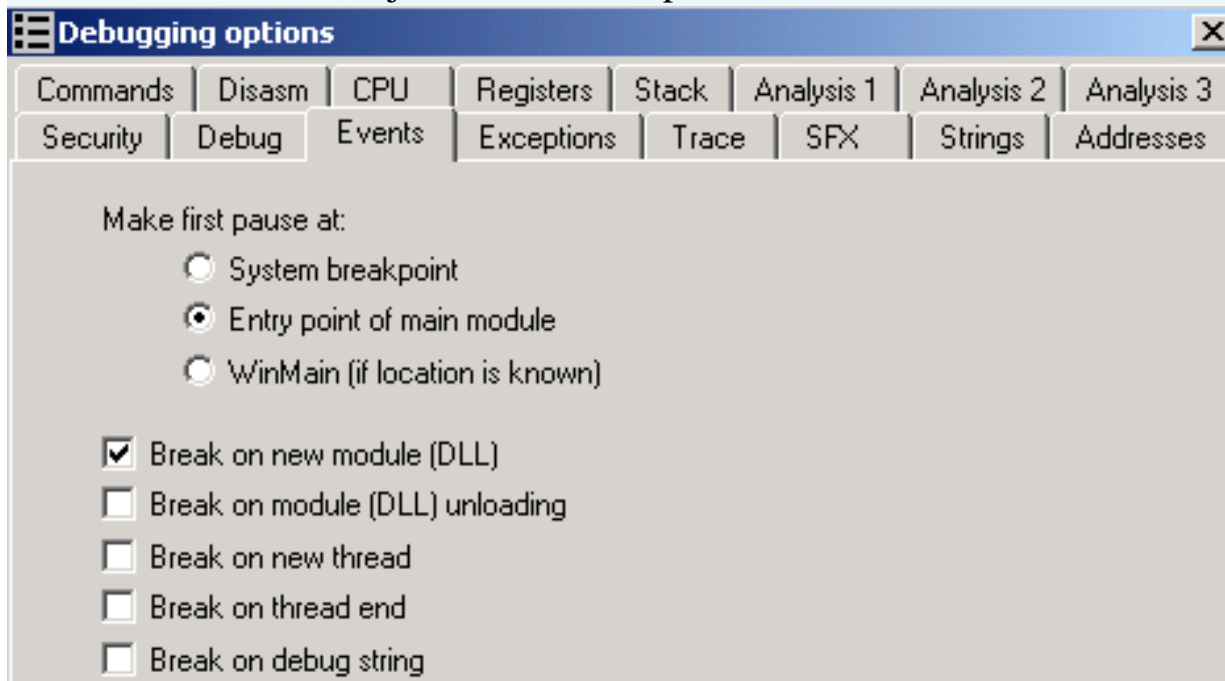 Debugging options
Commands Disasm CPU Registers Stack Analysis 1 Analysis 2 Analysis 3
Security Debug Events Exceptions Trace SFX Strings Addresses
Make first pause at:
System breakpoint
Entry point of main module
WinMain (if location is known)
Break on new module (DLL)
Break on module (DLL) unloading
Break on new thread
Break on thread end
Break on debug string